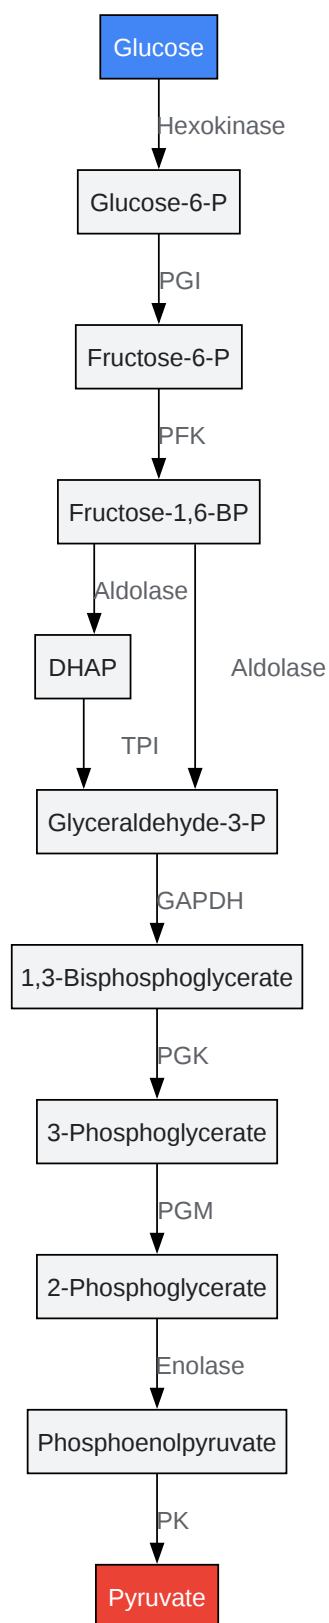 Glucose
Hexokinase
Glucose-6-P
PGI
Fructose-6-P
PFK
Fructose-1,6-BP
Aldolase
DHAP
Aldolase
TPI
Glyceraldehyde-3-P
GAPDH
1,3-Bisphosphoglycerate
PGK
3-Phosphoglycerate
PGM
2-Phosphoglycerate
Enolase
Phosphoenolpyruvate
PK
Pyruvate